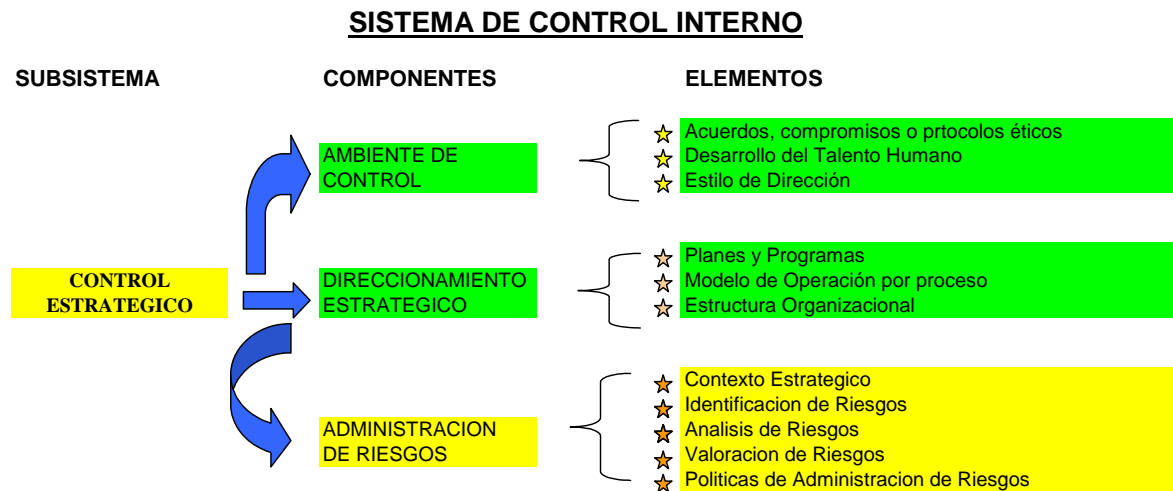 SISTEMA DE CONTROL INTERNO
SUBSISTEMA COMPONENTES ELEMENTOS
AMBIENTE DE
CONTROL
Acuerdos, compromisos o prtocolos éticos
Desarrollo del Talento Humano
Estilo de Dirección
CONTROL
ESTRATEGICO
DIRECCIONAMIENTO
ESTRATEGICO
Planes y Programas
Modelo de Operación por proceso
Estructura Organizacional
ADMINISTRACION
DE RIESGOS
Contexto Estrategico
Identificacion de Riesgos
Analisis de Riesgos
Valoracion de Riesgos
Politicas de Administracion de Riesgos